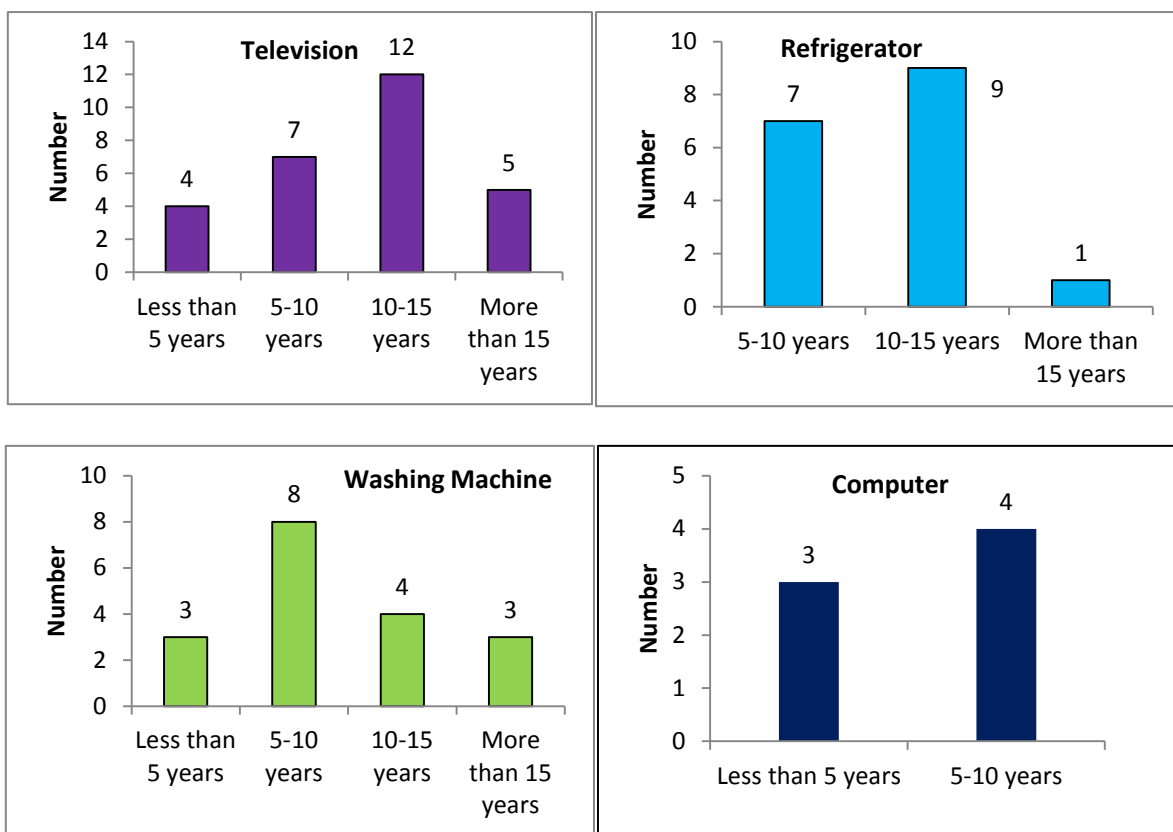 Television
Number
14
12
10
8
6
4
2
0
4
7
12
5
Less than
5 years
5-10
years
10-15
years
More
than 15
years
Refrigerator
Number
10
8
6
4
2
0
7
9
1
5-10 years
10-15 years
More than
15 years
Washing Machine
Number
10
8
6
4
2
0
3
8
4
3
Less than
5 years
5-10
years
10-15
years
More
than 15
years
Computer
Number
5
4
3
2
1
0
3
4
Less than 5 years
5-10 years